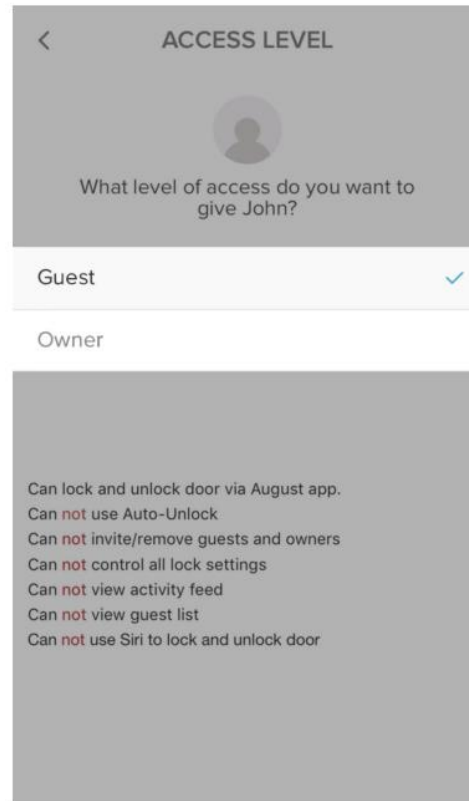 ACCESS LEVEL
What level of access do you want to
give John?
Guest
Owner
Can lock and unlock door via August app.
Can not use Auto-Unlock
Can not invite/remove guests and owners
Can not control all lock settings
Can not view activity feed
Can not view guest list
Can not use Siri to lock and unlock door